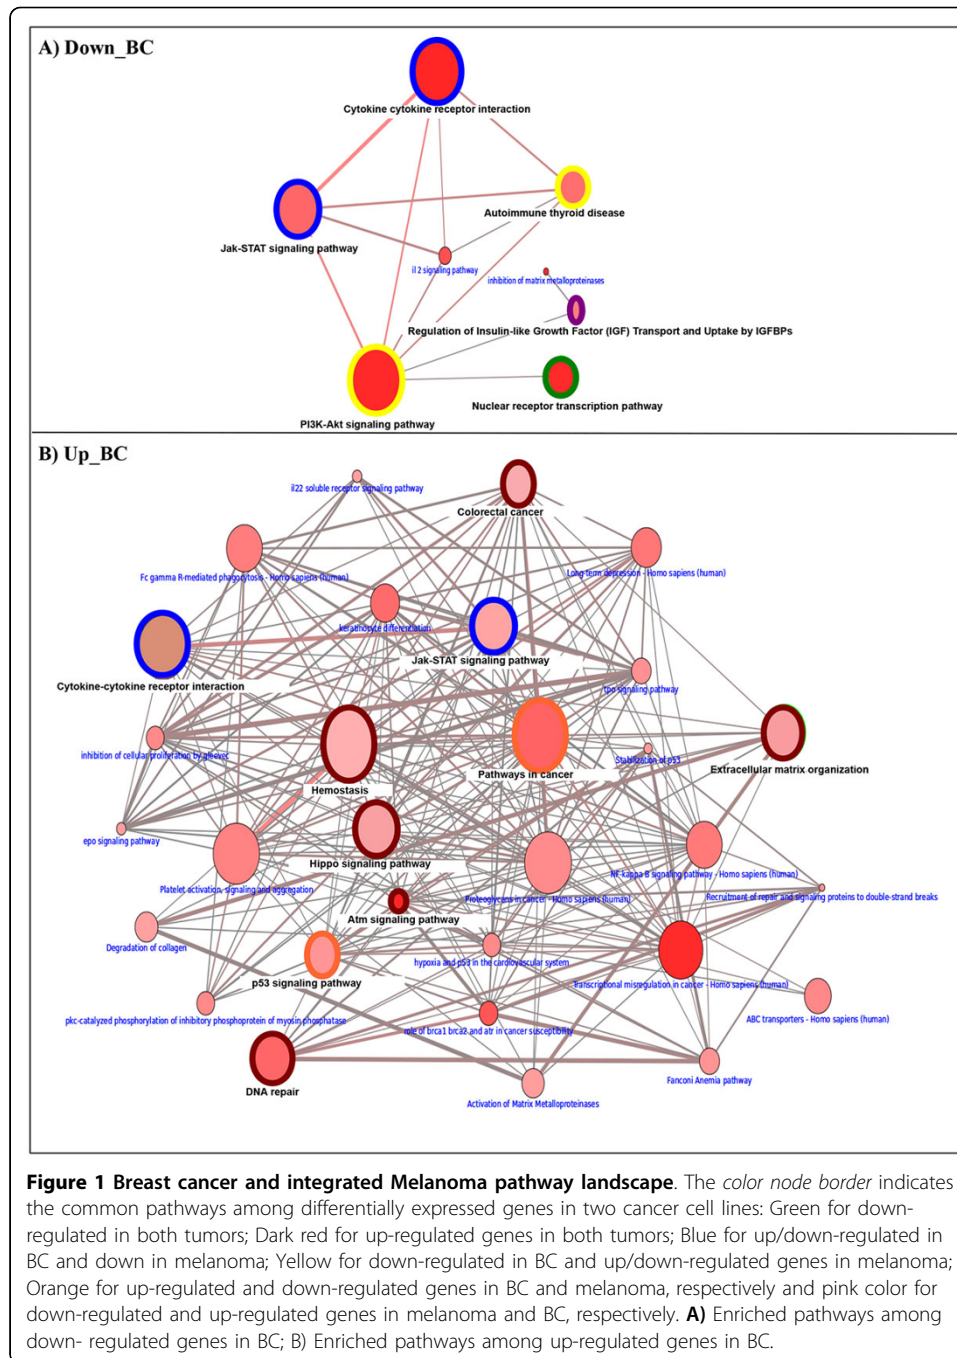 A) Down_BC
Cytokine cytokine receptor interaction
Autoimmune thyroid disease
Jak-STAT signaling pathway
il 2 signaling pathway
inhibition of matrix metalloproteinases
Regulation of Insulin-like Growth Factor (IGF) Transport and Uptake by IGFBPs
Nuclear receptor transcription pathway
PI3K-Akt signaling pathway
B) Up_BC
il22 soluble receptor signaling pathway
Colorectal cancer
Fc gamma R-mediated phagocytosis - Homo sapiens (human)
Long-term depression - Homo sapiens (human)
keratinocyte differentiation
Jak-STAT signaling pathway
Cytokine-cytokine receptor interaction
tpo signaling pathway
inhibition of cellular proliferation by gleevec
Stabilization of p53
Extracellular matrix organization
Pathways in cancer
Hemostasis
epo signaling pathway
Hippo signaling pathway
NF-kappa B signaling pathway - Homo sapiens (human)
Platelet activation, signaling and aggregation
Proteoglycans in cancer - Homo sapiens (human)
Recruitment of repair and signaling proteins to double-strand breaks
Atm signaling pathway
Degradation of collagen
hypoxia and p53 in the cardiovascular system
p53 signaling pathway
Transcriptional misregulation in cancer - Homo sapiens (human)
ABC transporters - Homo sapiens (human)
pkc-catalyzed phosphorylation of inhibitory phosphoprotein of myosin phosphatase
role of brca1 brca2 and atr in cancer susceptibility
DNA repair
Fanconi Anemia pathway
Activation of Matrix Metalloproteinases
Figure 1 Breast cancer and integrated Melanoma pathway landscape. The color node border indicates
the common pathways among differentially expressed genes in two cancer cell lines: Green for down-
regulated in both tumors; Dark red for up-regulated genes in both tumors; Blue for up/down-regulated in
BC and down in melanoma; Yellow for down-regulated in BC and up/down-regulated genes in melanoma;
Orange for up-regulated and down-regulated genes in BC and melanoma, respectively and pink color for
down-regulated and up-regulated genes in melanoma and BC, respectively. A) Enriched pathways among
down- regulated genes in BC; B) Enriched pathways among up-regulated genes in BC.